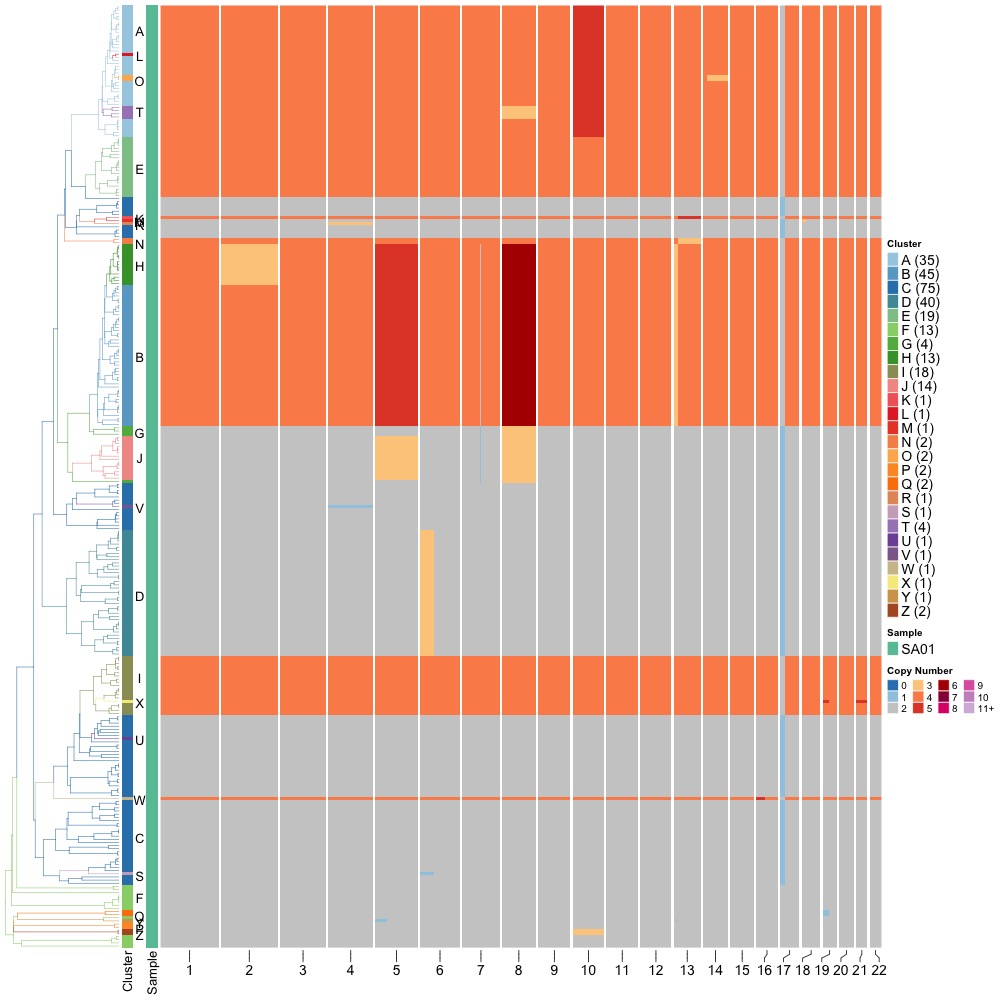 A
L
O
T
E
K
N
H
B
G
J
V
D
I
X
U
W
C
S
F
Z
Cluster
Sample
1
2
3
4
5
6
7
8
9
10
11
12
13
14
15
16
17
18
19
20
21
22
Cluster
A (35)
B (45)
C (75)
D (40)
E (19)
F (13)
G (4)
H (13)
I (18)
J (14)
K (1)
L (1)
M (1)
N (2)
O (2)
P (2)
Q (2)
R (1)
S (1)
T (4)
U (1)
V (1)
W (1)
X (1)
Y (1)
Z (2)
Sample
SA01
Copy Number
0 3 6 9
1 4 7 10
2 5 8 11+